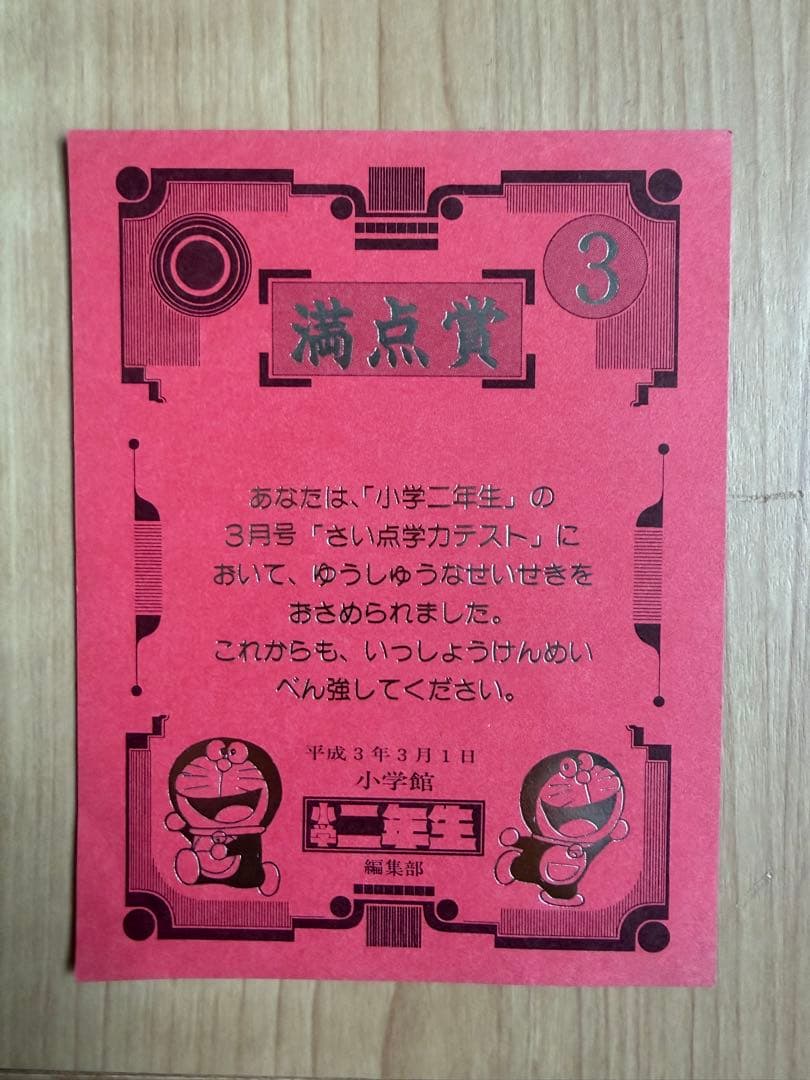 3
満点賞
あなたは、「小学二年生」の
3月号「さい点学力テスト」に
おいて、ゆうしゅうなせいせきを
おさめられました。
これからも、いっしょうけんめい
べん強してください。
平成3年3月1日
小学館
小学二年生
編集部